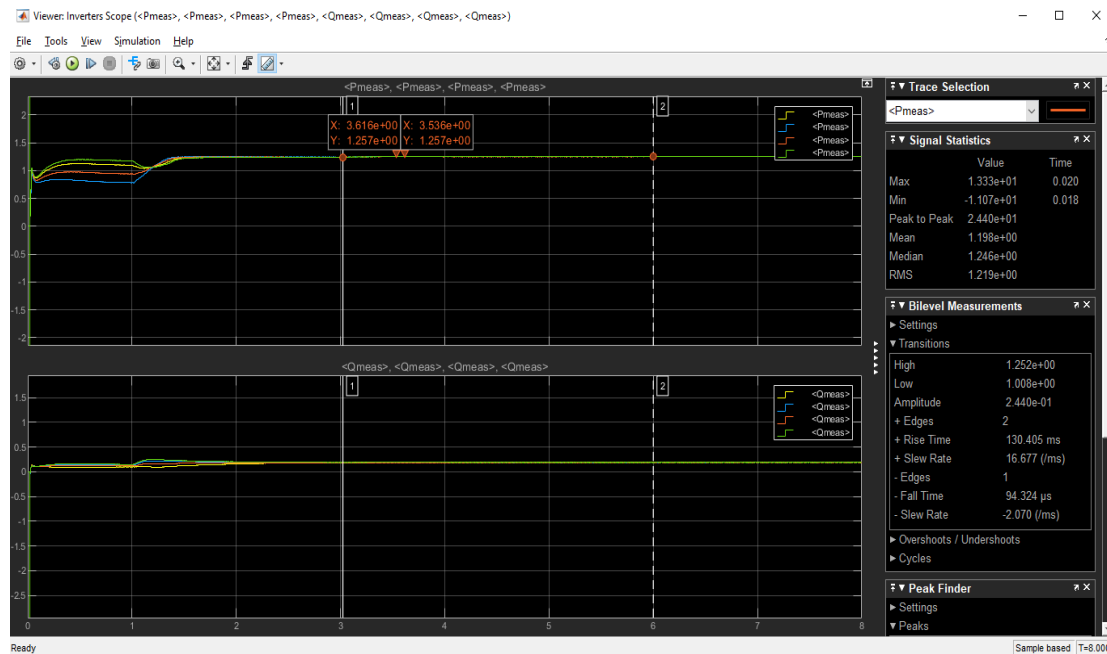 Viewer: Inverters Scope (<Pmeas>, <Pmeas>, <Pmeas>, <Pmeas>, <Qmeas>, <Qmeas>, <Qmeas>, <Qmeas>)
File Tools View Simulation Help
<Pmeas>, <Pmeas>, <Pmeas>, <Pmeas>
1
2
X: 3.616e+00 X: 3.536e+00
Y: 1.257e+00 Y: 1.257e+00
<Pmeas>
<Pmeas>
<Pmeas>
<Pmeas>
2
1.5
1
0.5
0
-0.5
-1
-1.5
-2
<Qmeas>, <Qmeas>, <Qmeas>, <Qmeas>
1
2
<Qmeas>
<Qmeas>
<Qmeas>
<Qmeas>
1.5
1
0.5
0
-0.5
-1
-1.5
-2
-2.5
0 1 2 3 4 5 6 7 8
Trace Selection
<Pmeas>
Signal Statistics
Value Time
Max 1.333e+01 0.020
Min -1.107e+01 0.018
Peak to Peak 2.440e+01
Mean 1.198e+00
Median 1.246e+00
RMS 1.219e+00
Bilevel Measurements
Settings
Transitions
High 1.252e+00
Low 1.008e+00
Amplitude 2.440e-01
+ Edges 2
+ Rise Time 130.405 ms
+ Slew Rate 16.677 (/ms)
- Edges 1
- Fall Time 94.324 µs
- Slew Rate -2.070 (/ms)
Overshoots / Undershoots
Cycles
Peak Finder
Settings
Peaks
Ready
Sample based T=8.000